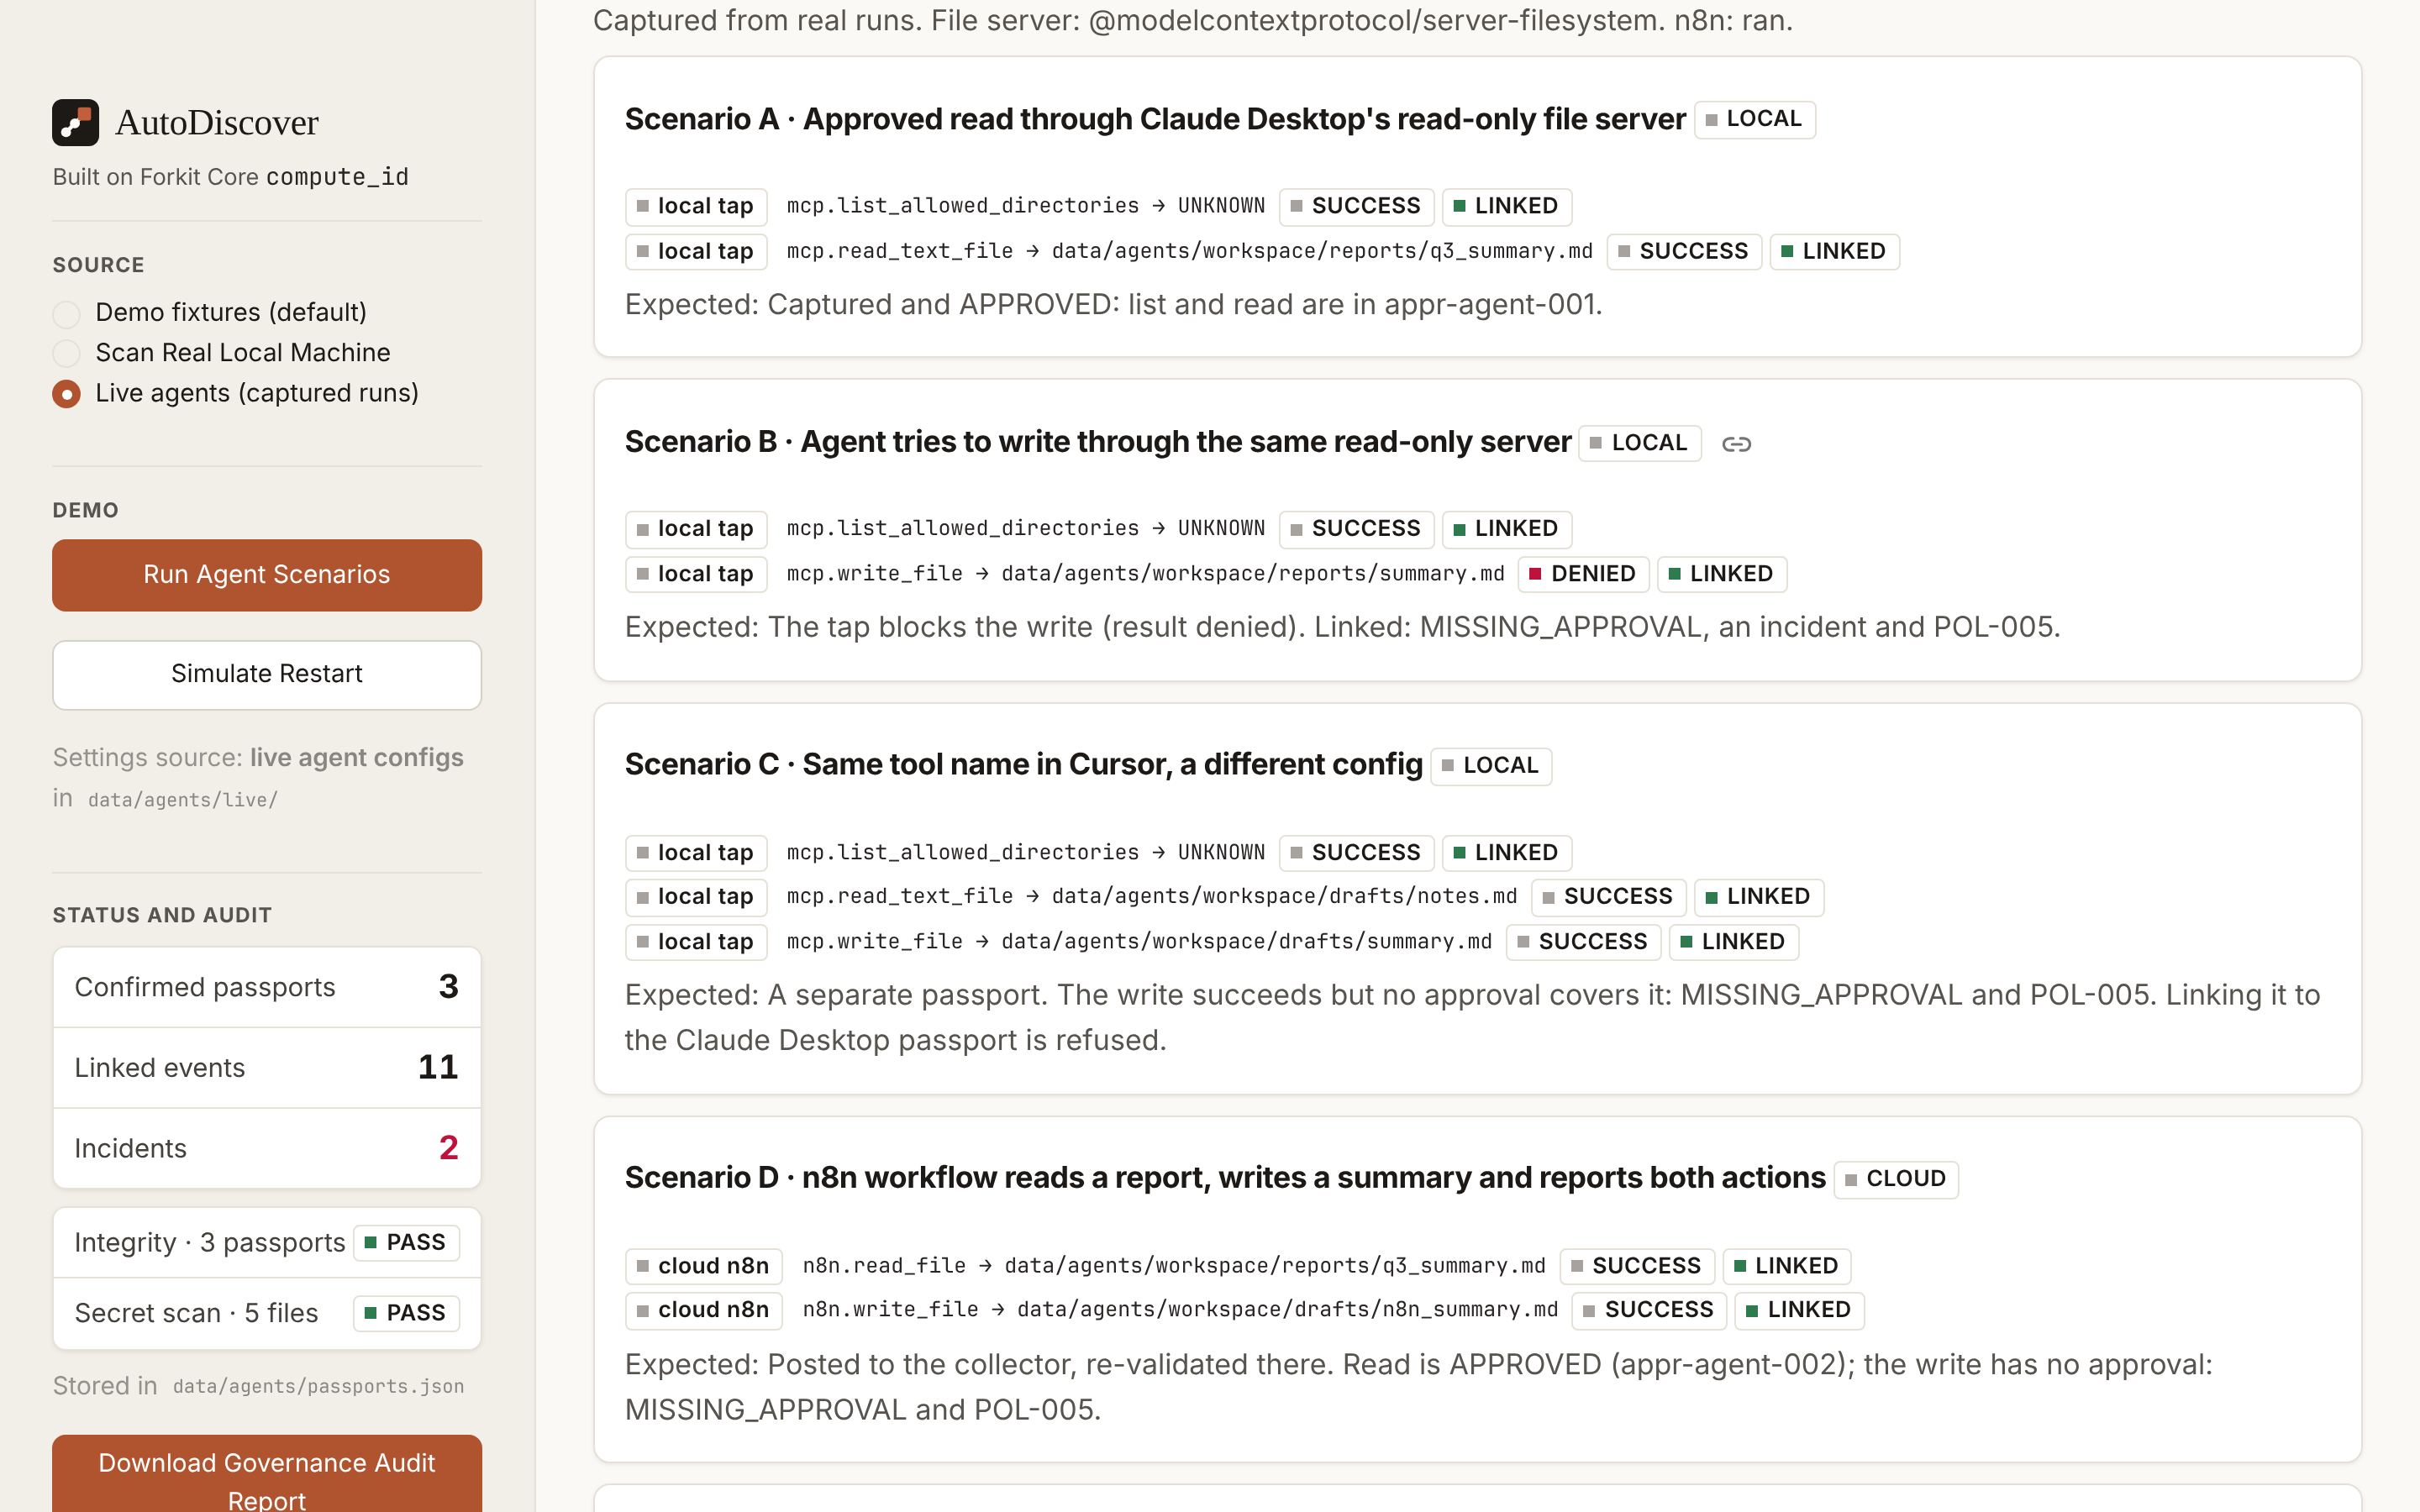 AutoDiscover
Built on Forkit Core compute_id
SOURCE
Demo fixtures (default)
Scan Real Local Machine
Live agents (captured runs)
DEMO
Run Agent Scenarios
Simulate Restart
Settings source: live agent configs
in data/agents/live/
STATUS AND AUDIT
Confirmed passports 3
Linked events 11
Incidents 2
Integrity · 3 passports PASS
Secret scan · 5 files PASS
Stored in data/agents/passports.json
Download Governance Audit
Report
Captured from real runs. File server: @modelcontextprotocol/server-filesystem. n8n: ran.
Scenario A · Approved read through Claude Desktop's read-only file server LOCAL
local tap mcp.list_allowed_directories → UNKNOWN SUCCESS LINKED
local tap mcp.read_text_file → data/agents/workspace/reports/q3_summary.md SUCCESS LINKED
Expected: Captured and APPROVED: list and read are in appr-agent-001.
Scenario B · Agent tries to write through the same read-only server LOCAL
local tap mcp.list_allowed_directories → UNKNOWN SUCCESS LINKED
local tap mcp.write_file → data/agents/workspace/reports/summary.md DENIED LINKED
Expected: The tap blocks the write (result denied). Linked: MISSING_APPROVAL, an incident and POL-005.
Scenario C · Same tool name in Cursor, a different config LOCAL
local tap mcp.list_allowed_directories → UNKNOWN SUCCESS LINKED
local tap mcp.read_text_file → data/agents/workspace/drafts/notes.md SUCCESS LINKED
local tap mcp.write_file → data/agents/workspace/drafts/summary.md SUCCESS LINKED
Expected: A separate passport. The write succeeds but no approval covers it: MISSING_APPROVAL and POL-005. Linking it to
the Claude Desktop passport is refused.
Scenario D · n8n workflow reads a report, writes a summary and reports both actions CLOUD
cloud n8n n8n.read_file → data/agents/workspace/reports/q3_summary.md SUCCESS LINKED
cloud n8n n8n.write_file → data/agents/workspace/drafts/n8n_summary.md SUCCESS LINKED
Expected: Posted to the collector, re-validated there. Read is APPROVED (appr-agent-002); the write has no approval:
MISSING_APPROVAL and POL-005.